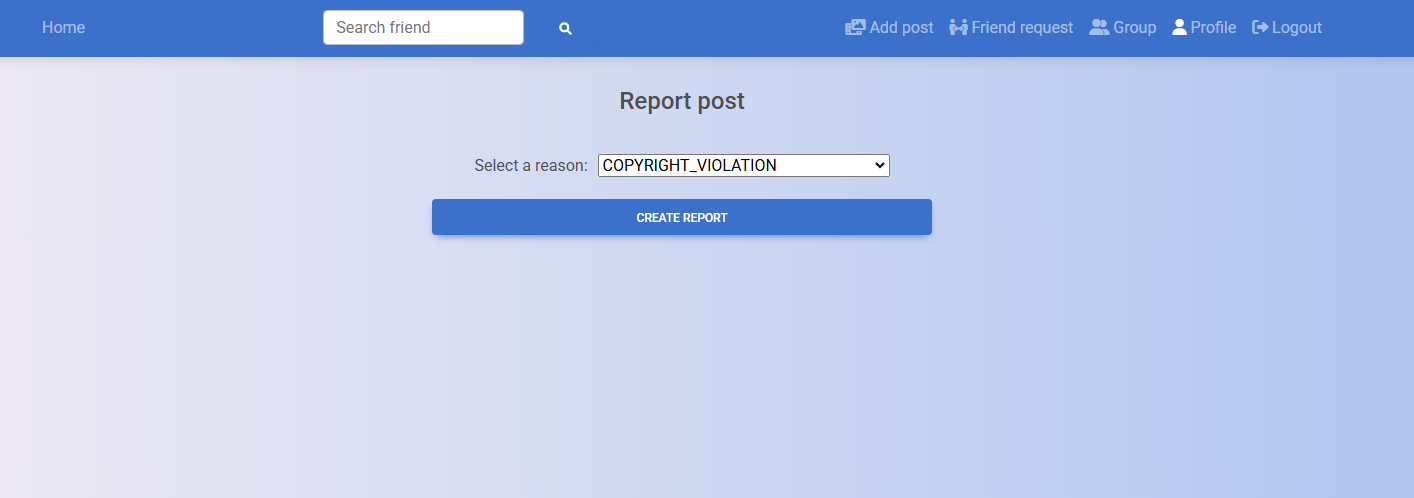 Home Search friend Add post Friend request Group Profile Logout
Report post
Select a reason: COPYRIGHT_VIOLATION
CREATE REPORT